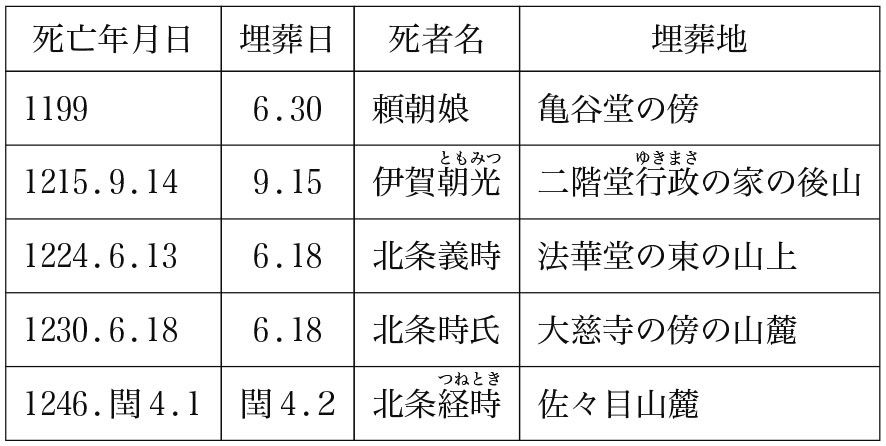 死亡年月日 埋葬日 死者名 埋葬地
1199 6.30 頼朝娘 亀谷堂の傍
ともみつ ゆきまさ
1215.9.14 9.15 伊賀朝光 二階堂行政の家の後山
1224.6.13 6.18 北条義時 法華堂の東の山上
1230.6.18 6.18 北条時氏 大慈寺の傍の山麓
つねとき
1246.閏4.1 閏4.2 北条経時 佐々目山麓